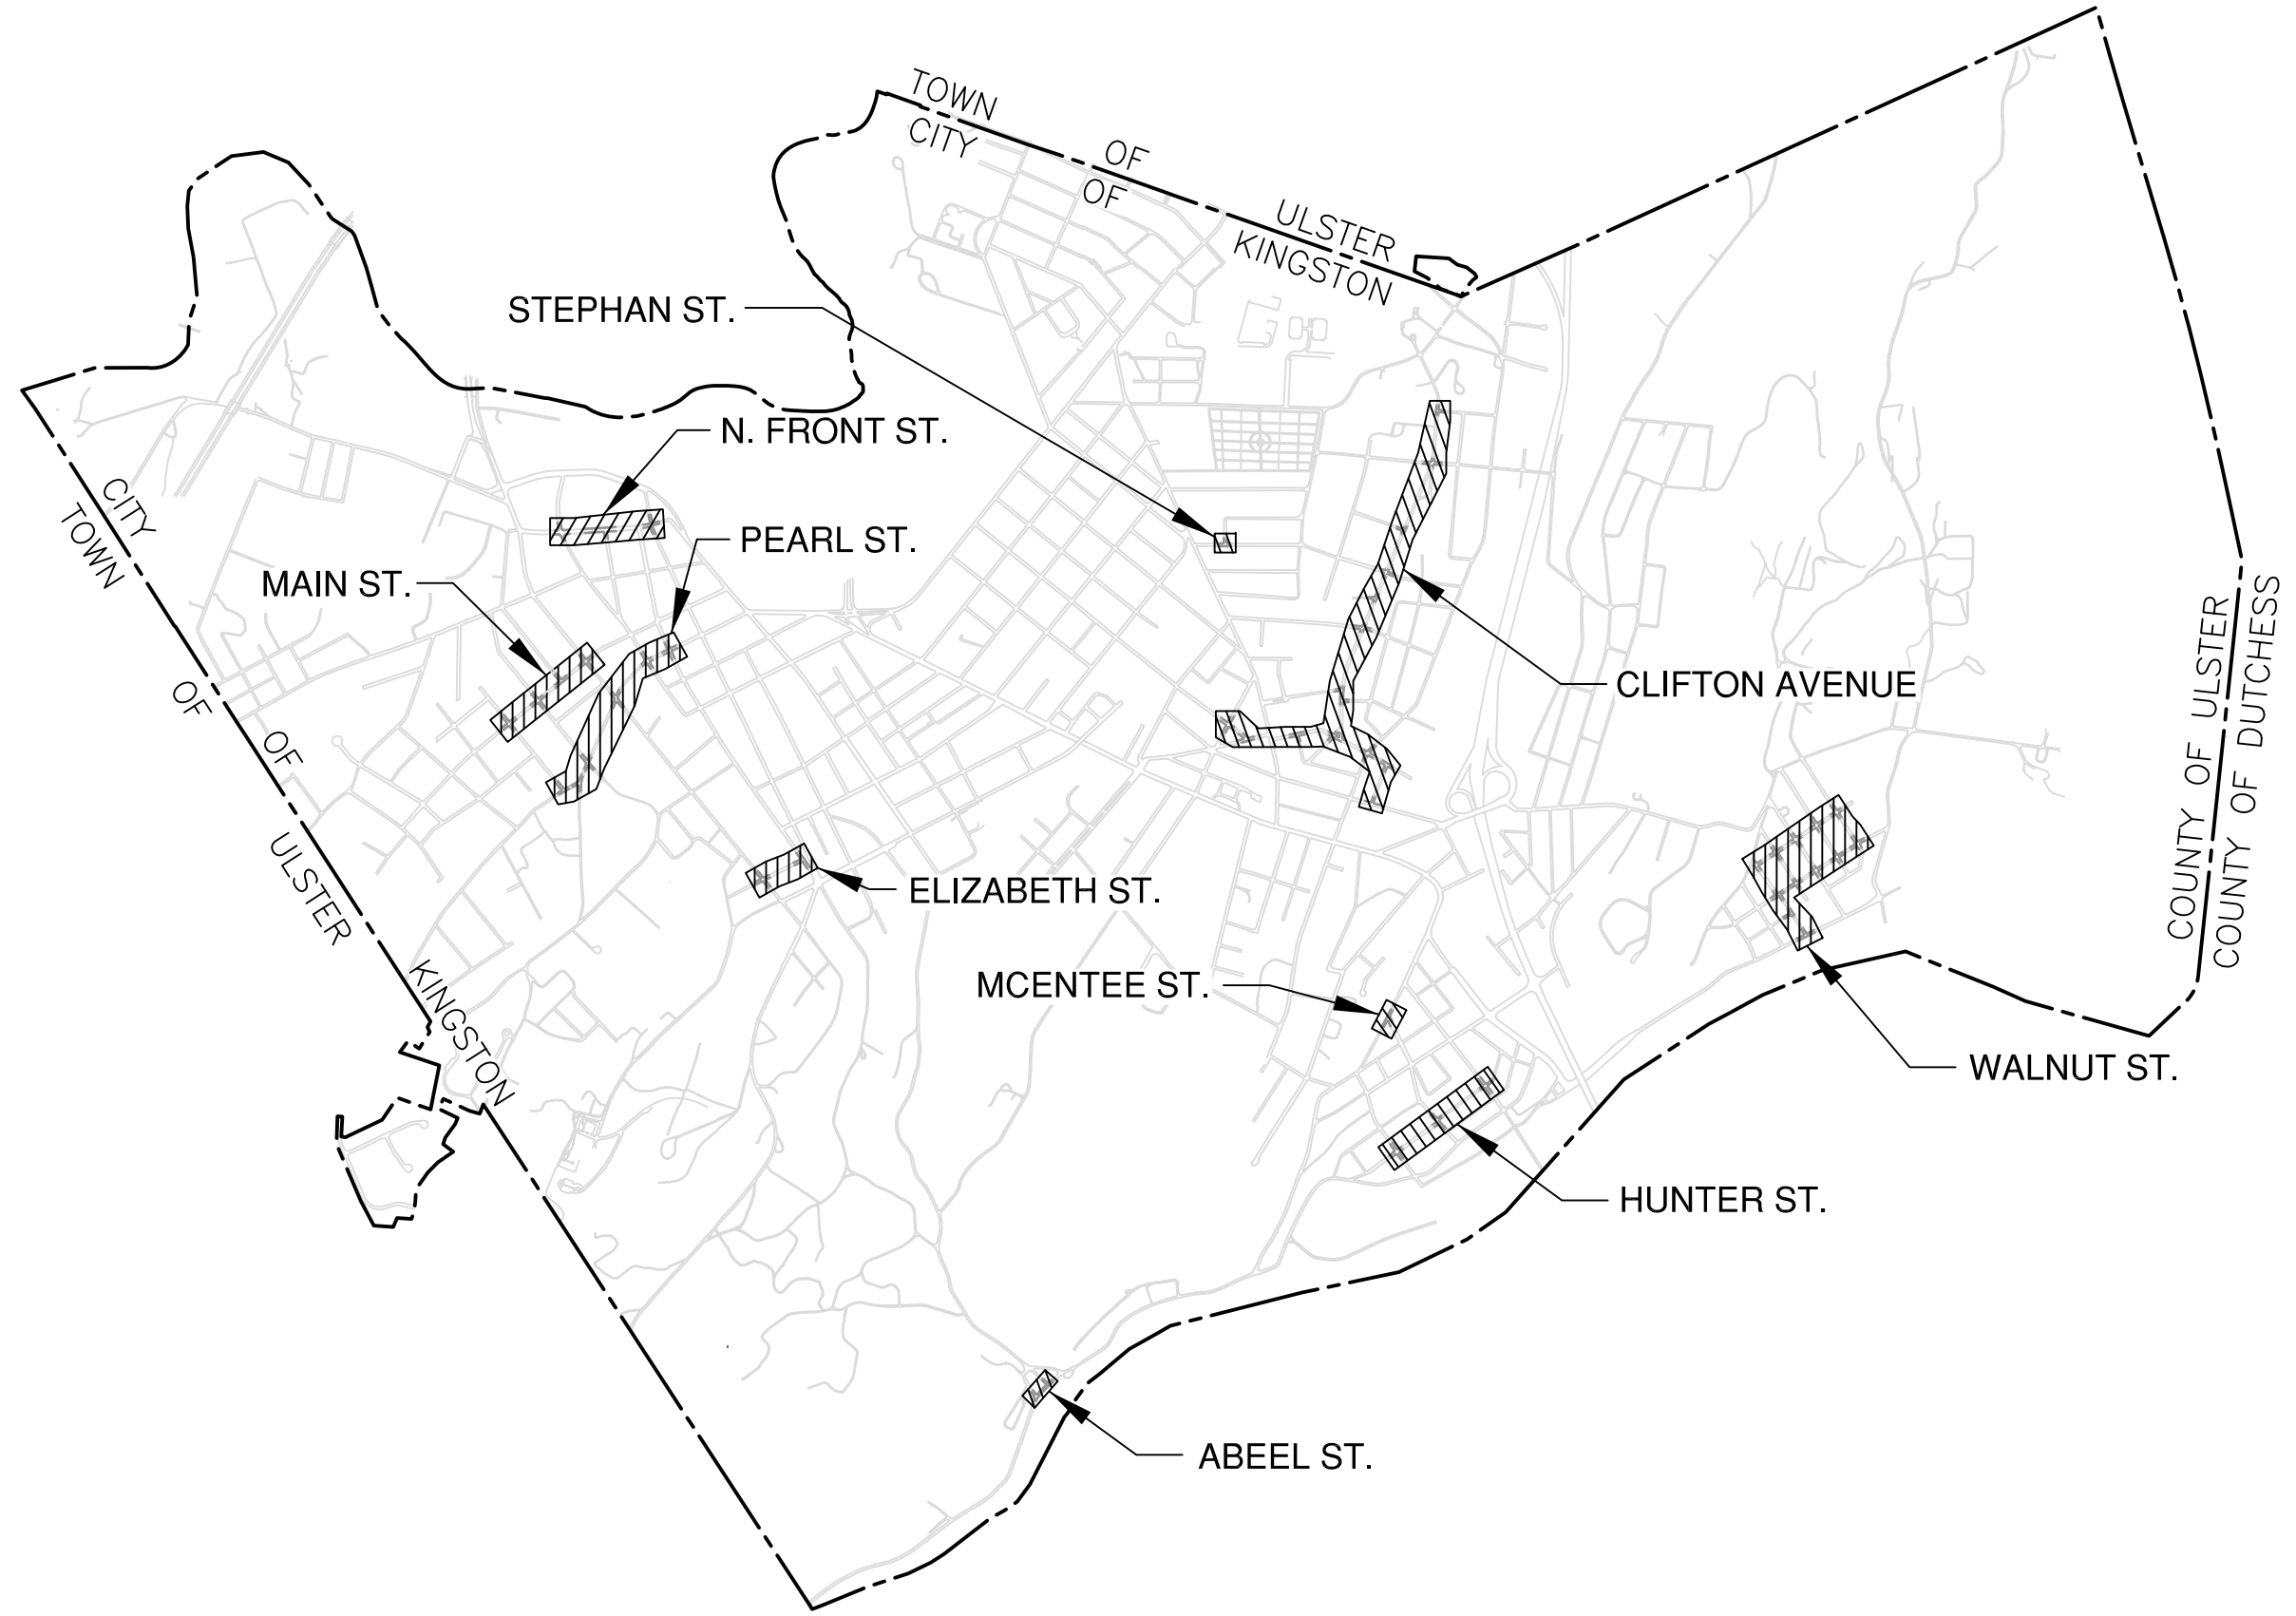 TOWN OF ULSTER
CITY OF KINGSTON
STEPHAN ST.
N. FRONT ST.
PEARL ST.
MAIN ST.
CITY OF KINGSTON
TOWN OF ULSTER
CLIFTON AVENUE
COUNTY OF ULSTER
COUNTY OF DUTCHESS
ELIZABETH ST.
MCENTEE ST.
WALNUT ST.
HUNTER ST.
ABEEL ST.